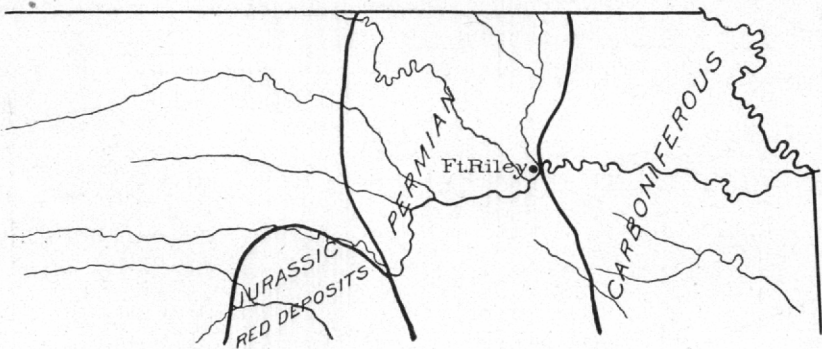 PERMIAN
Ft.Riley
CARBONIFEROUS
JURASSIC
RED DEPOSITS